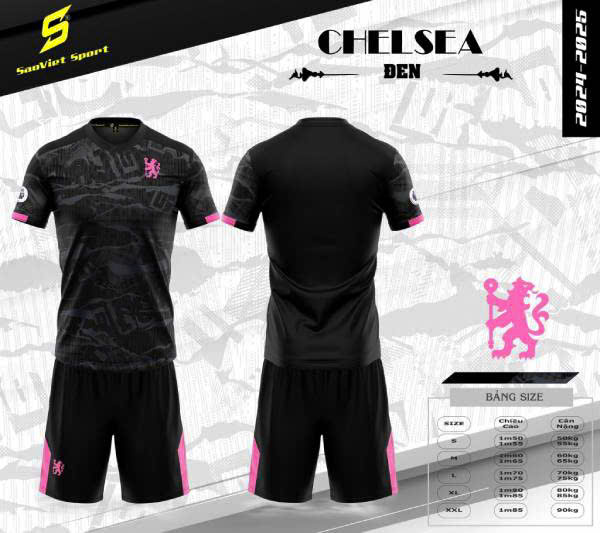 S
SaoViet Sport
CHELSEA
ĐEN
2024-2025
BẢNG SIZE
SIZE Chiều Cao Cân Nặng
S 1m50 1m55 50kg 55kg
M 1m60 1m65 60kg 65kg
L 1m70 1m75 70kg 75kg
XL 1m80 1m85 80kg 85kg
XXL 1m85 90kg